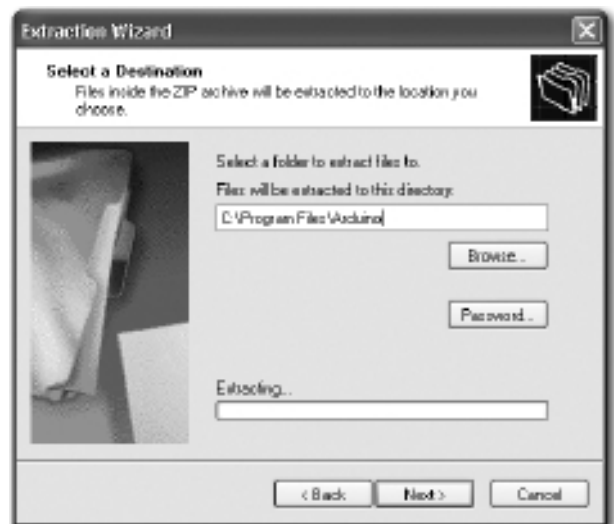 Extraction Wizard
Select a Destination
Files inside the ZIP archive will be extracted to the location you
choose.
Select a folder to extract files to.
Files will be extracted to this directory:
C:\Program Files\Arduino
Browse...
Password...
Extracting...
< Back
Next >
Cancel